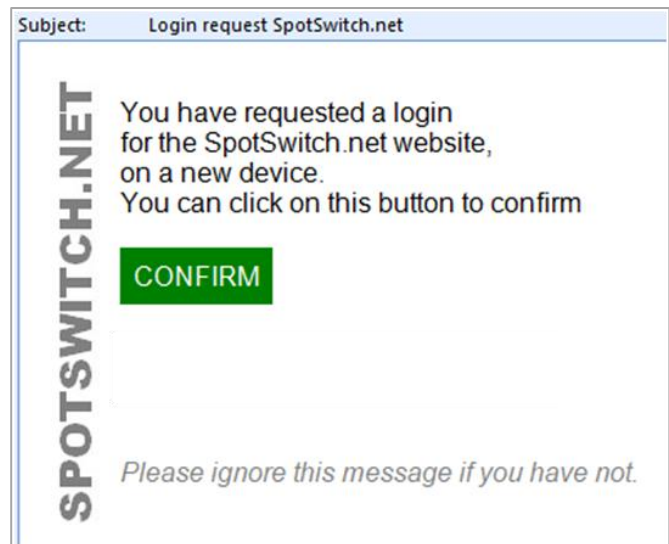 Subject: Login request SpotSwitch.net
SPOTSWITCH.NET
You have requested a login
for the SpotSwitch.net website,
on a new device.
You can click on this button to confirm
CONFIRM
Please ignore this message if you have not.